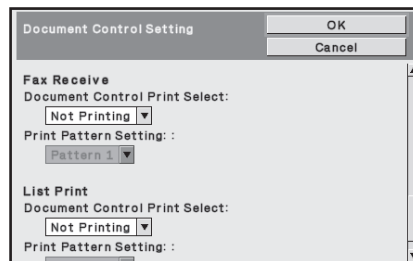 Document Control Setting
OK
Cancel
Fax Receive
Document Control Print Select:
Not Printing
Print Pattern Setting: :
Pattern 1
List Print
Document Control Print Select:
Not Printing
Print Pattern Setting: :